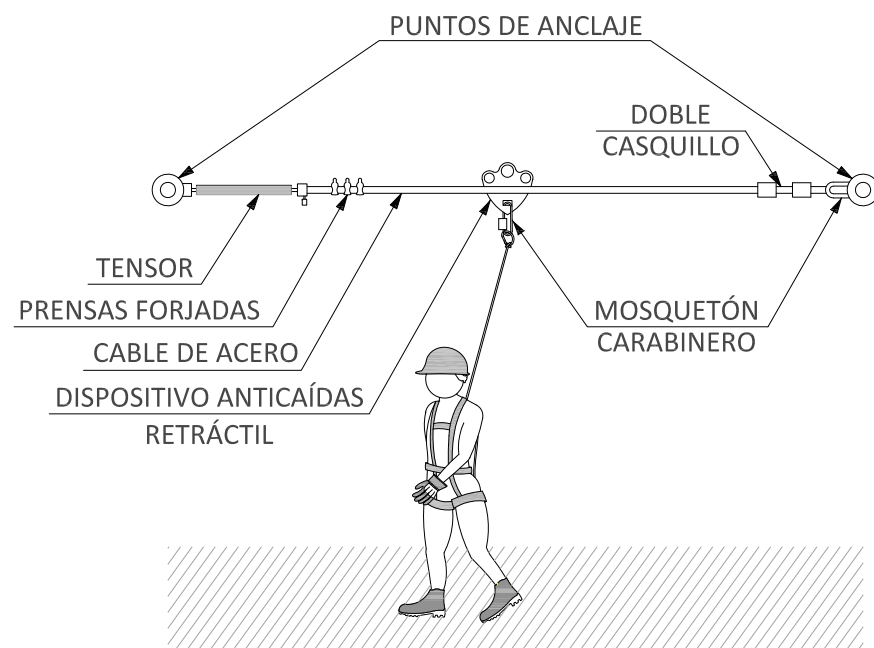 PUNTOS DE ANCLAJE
DOBLE
CASQUILLO
TENSOR
PRENSAS FORJADAS
CABLE DE ACERO
DISPOSITIVO ANTICAÍDAS
RETRÁCTIL
MOSQUETÓN
CARABINERO